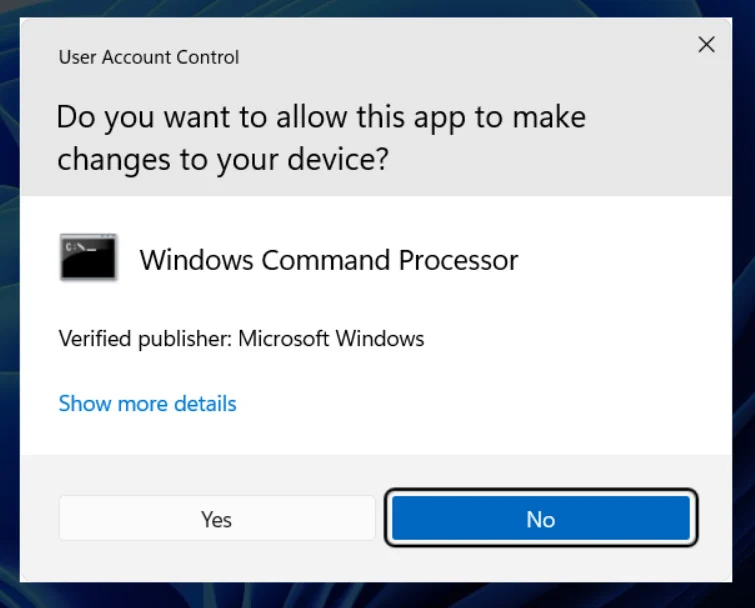 User Account Control
Do you want to allow this app to make
changes to your device?
C:\_
Windows Command Processor
Verified publisher: Microsoft Windows
Show more details
Yes
No